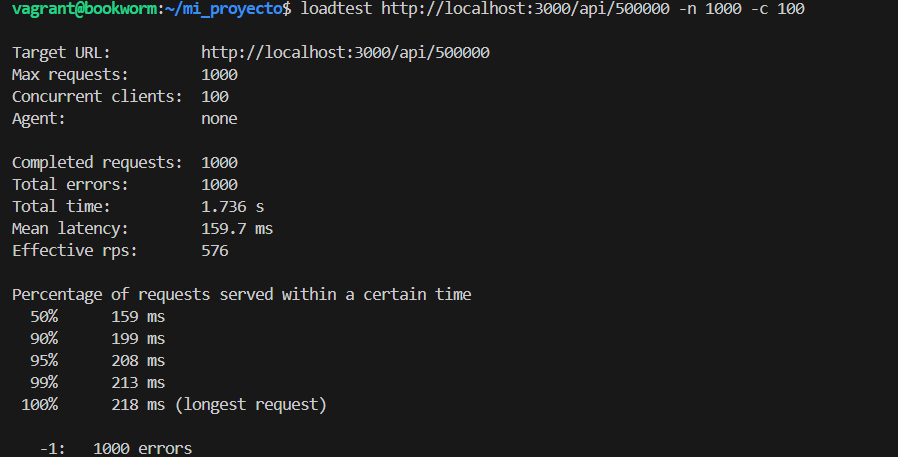 vagrant@bookworm:~/mi_proyecto$ loadtest http://localhost:3000/api/500000 -n 1000 -c 100
Target URL: http://localhost:3000/api/500000
Max requests: 1000
Concurrent clients: 100
Agent: none
Completed requests: 1000
Total errors: 1000
Total time: 1.736 s
Mean latency: 159.7 ms
Effective rps: 576
Percentage of requests served within a certain time
50% 159 ms
90% 199 ms
95% 208 ms
99% 213 ms
100% 218 ms (longest request)
-1: 1000 errors